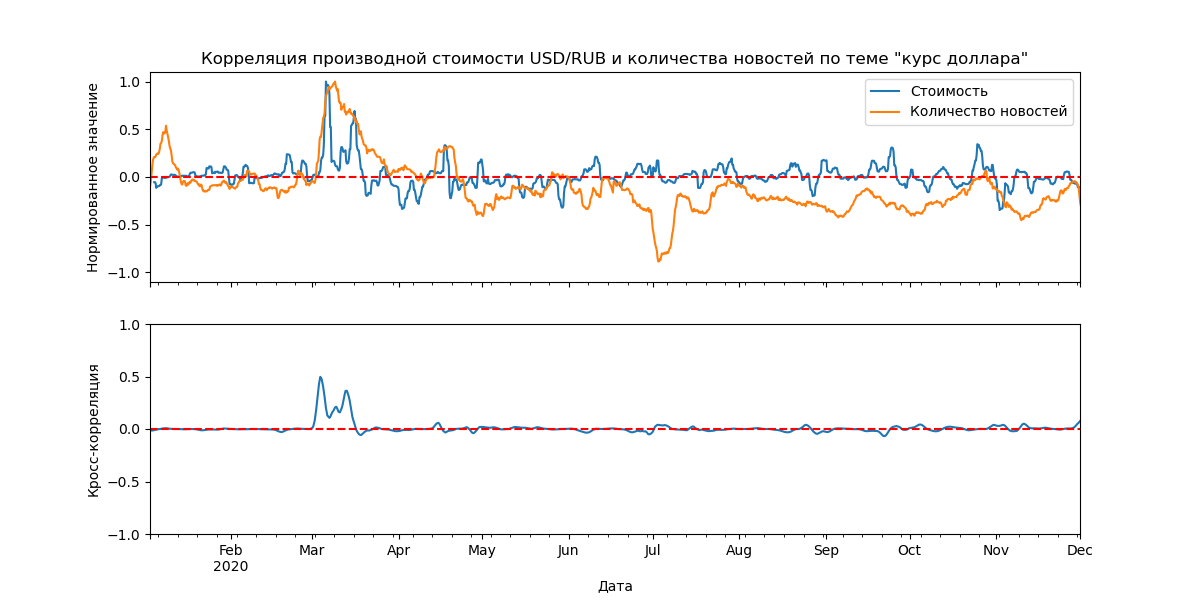 Корреляция производной стоимости USD/RUB и количества новостей по теме "курс доллара"
Нормированное значение
1.0
0.5
0.0
−0.5
−1.0
Стоимость
Количество новостей
Кросс-корреляция
1.0
0.5
0.0
−0.5
−1.0
Feb Mar Apr May Jun Jul Aug Sep Oct Nov Dec
2020
Дата